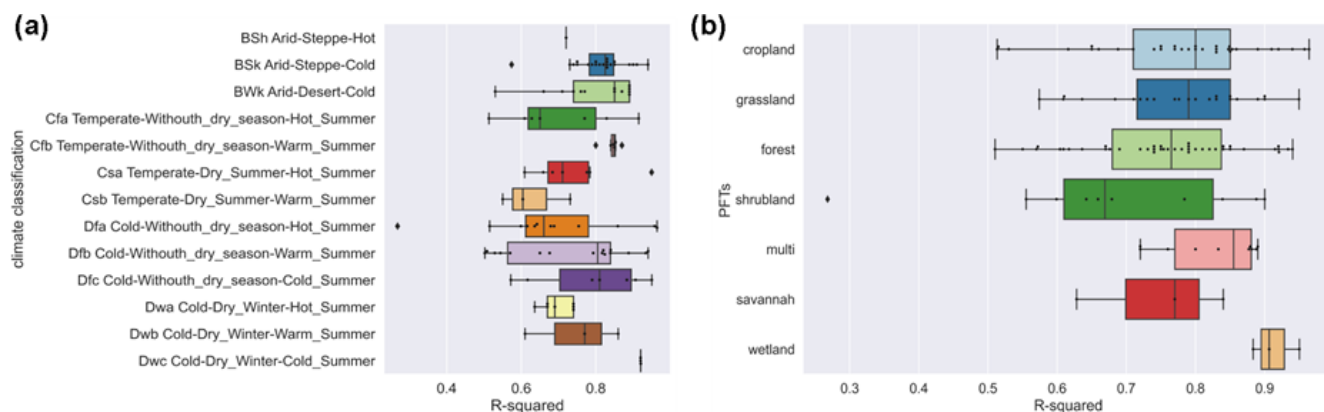 (a)
climate classification
BSh Arid-Steppe-Hot
BSk Arid-Steppe-Cold
BWk Arid-Desert-Cold
Cfa Temperate-Withouth_dry_season-Hot_Summer
Cfb Temperate-Withouth_dry_season-Warm_Summer
Csa Temperate-Dry_Summer-Hot_Summer
Csb Temperate-Dry_Summer-Warm_Summer
Dfa Cold-Withouth_dry_season-Hot_Summer
Dfb Cold-Withouth_dry_season-Warm_Summer
Dfc Cold-Withouth_dry_season-Cold_Summer
Dwa Cold-Dry_Winter-Hot_Summer
Dwb Cold-Dry_Winter-Warm_Summer
Dwc Cold-Dry_Winter-Cold_Summer
0.4 0.6 0.8
R-squared
(b)
PFTs
cropland
grassland
forest
shrubland
multi
savannah
wetland
0.3 0.4 0.5 0.6 0.7 0.8 0.9
R-squared